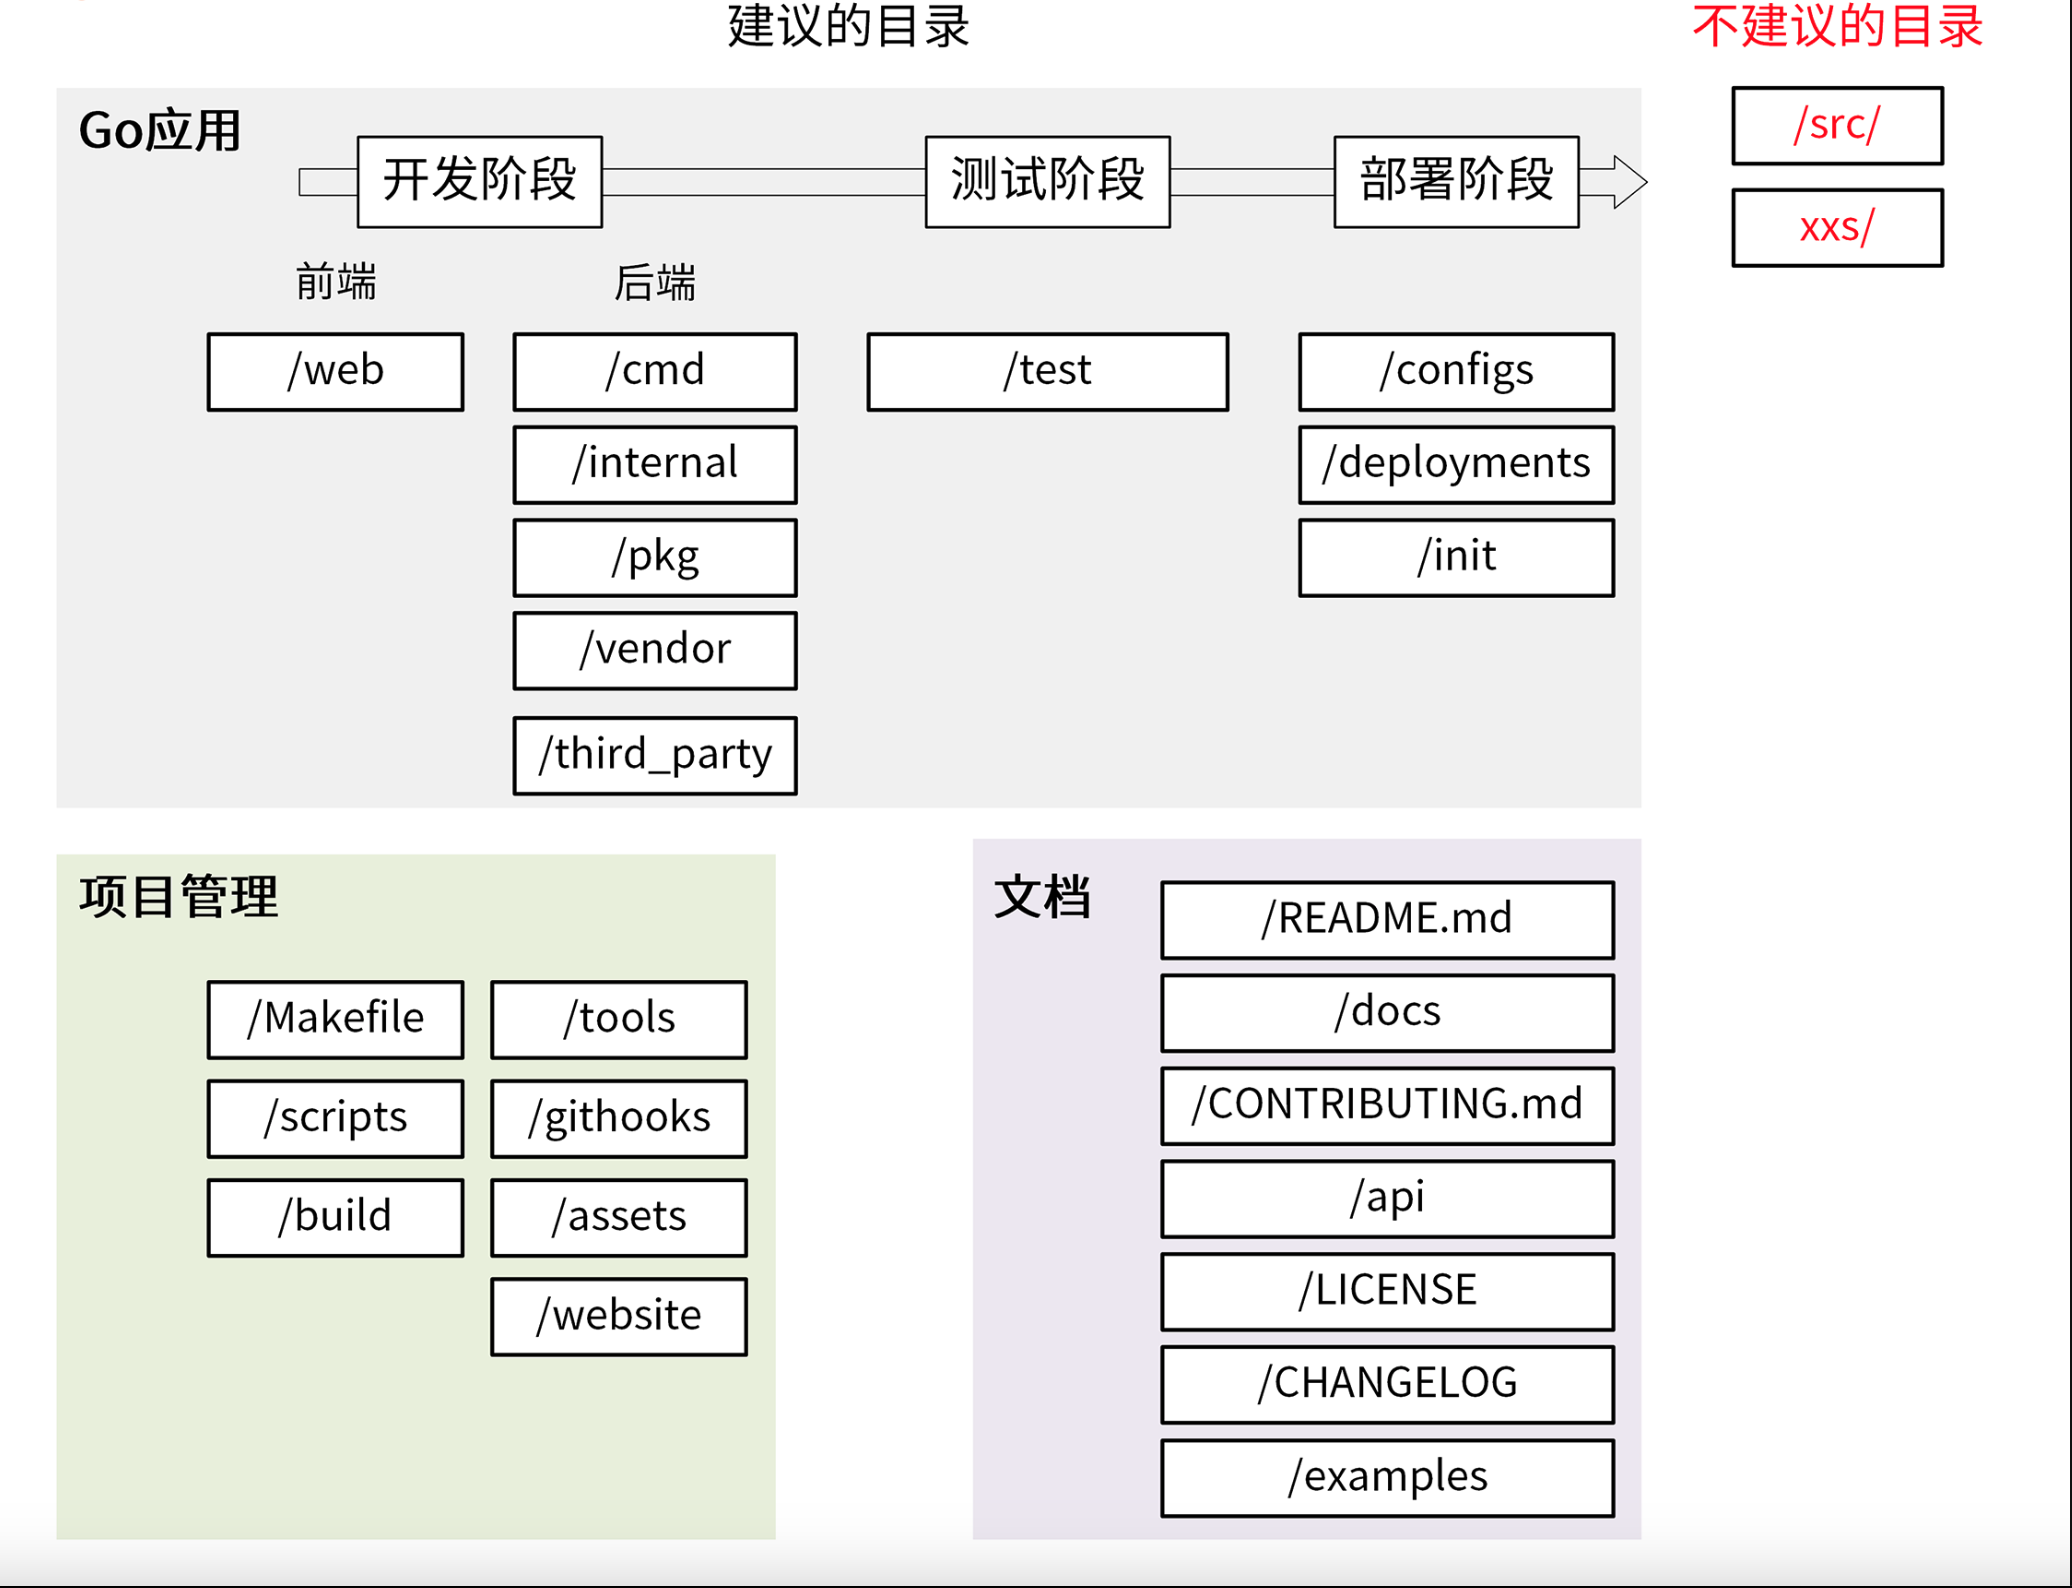 建议的目录
不建议的目录
Go应用
开发阶段
测试阶段
部署阶段
/src/
xxs/
前端
后端
/web
/cmd
/test
/configs
/internal
/deployments
/pkg
/init
/vendor
/third_party
项目管理
/Makefile
/tools
/scripts
/githooks
/build
/assets
/website
文档
/README.md
/docs
/CONTRIBUTING.md
/api
/LICENSE
/CHANGELOG
/examples